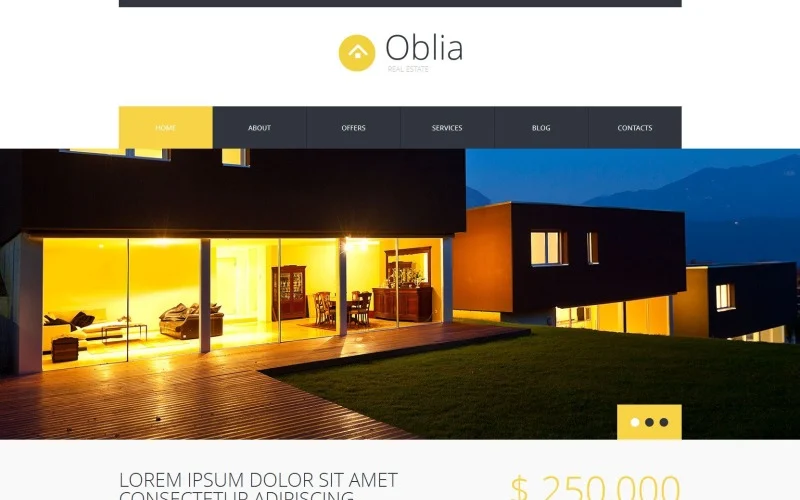 Oblia
REAL ESTATE
HOME
ABOUT
OFFERS
SERVICES
BLOG
CONTACTS
LOREM IPSUM DOLOR SIT AMET
CONSECTETUR ADIPISCING
$ 250,000